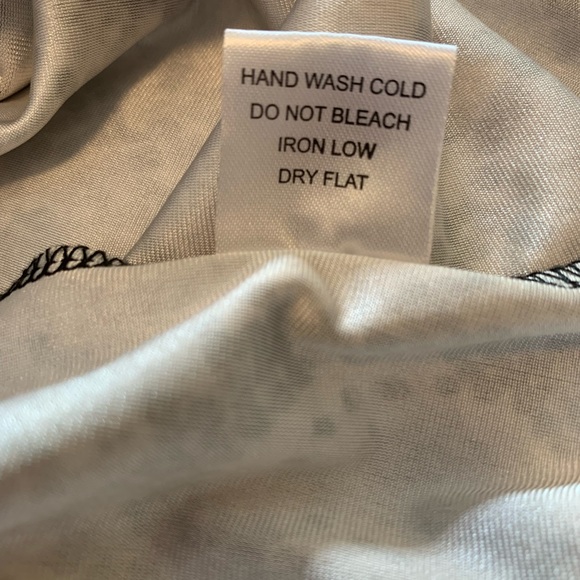 HAND WASH COLD
DO NOT BLEACH
IRON LOW
DRY FLAT